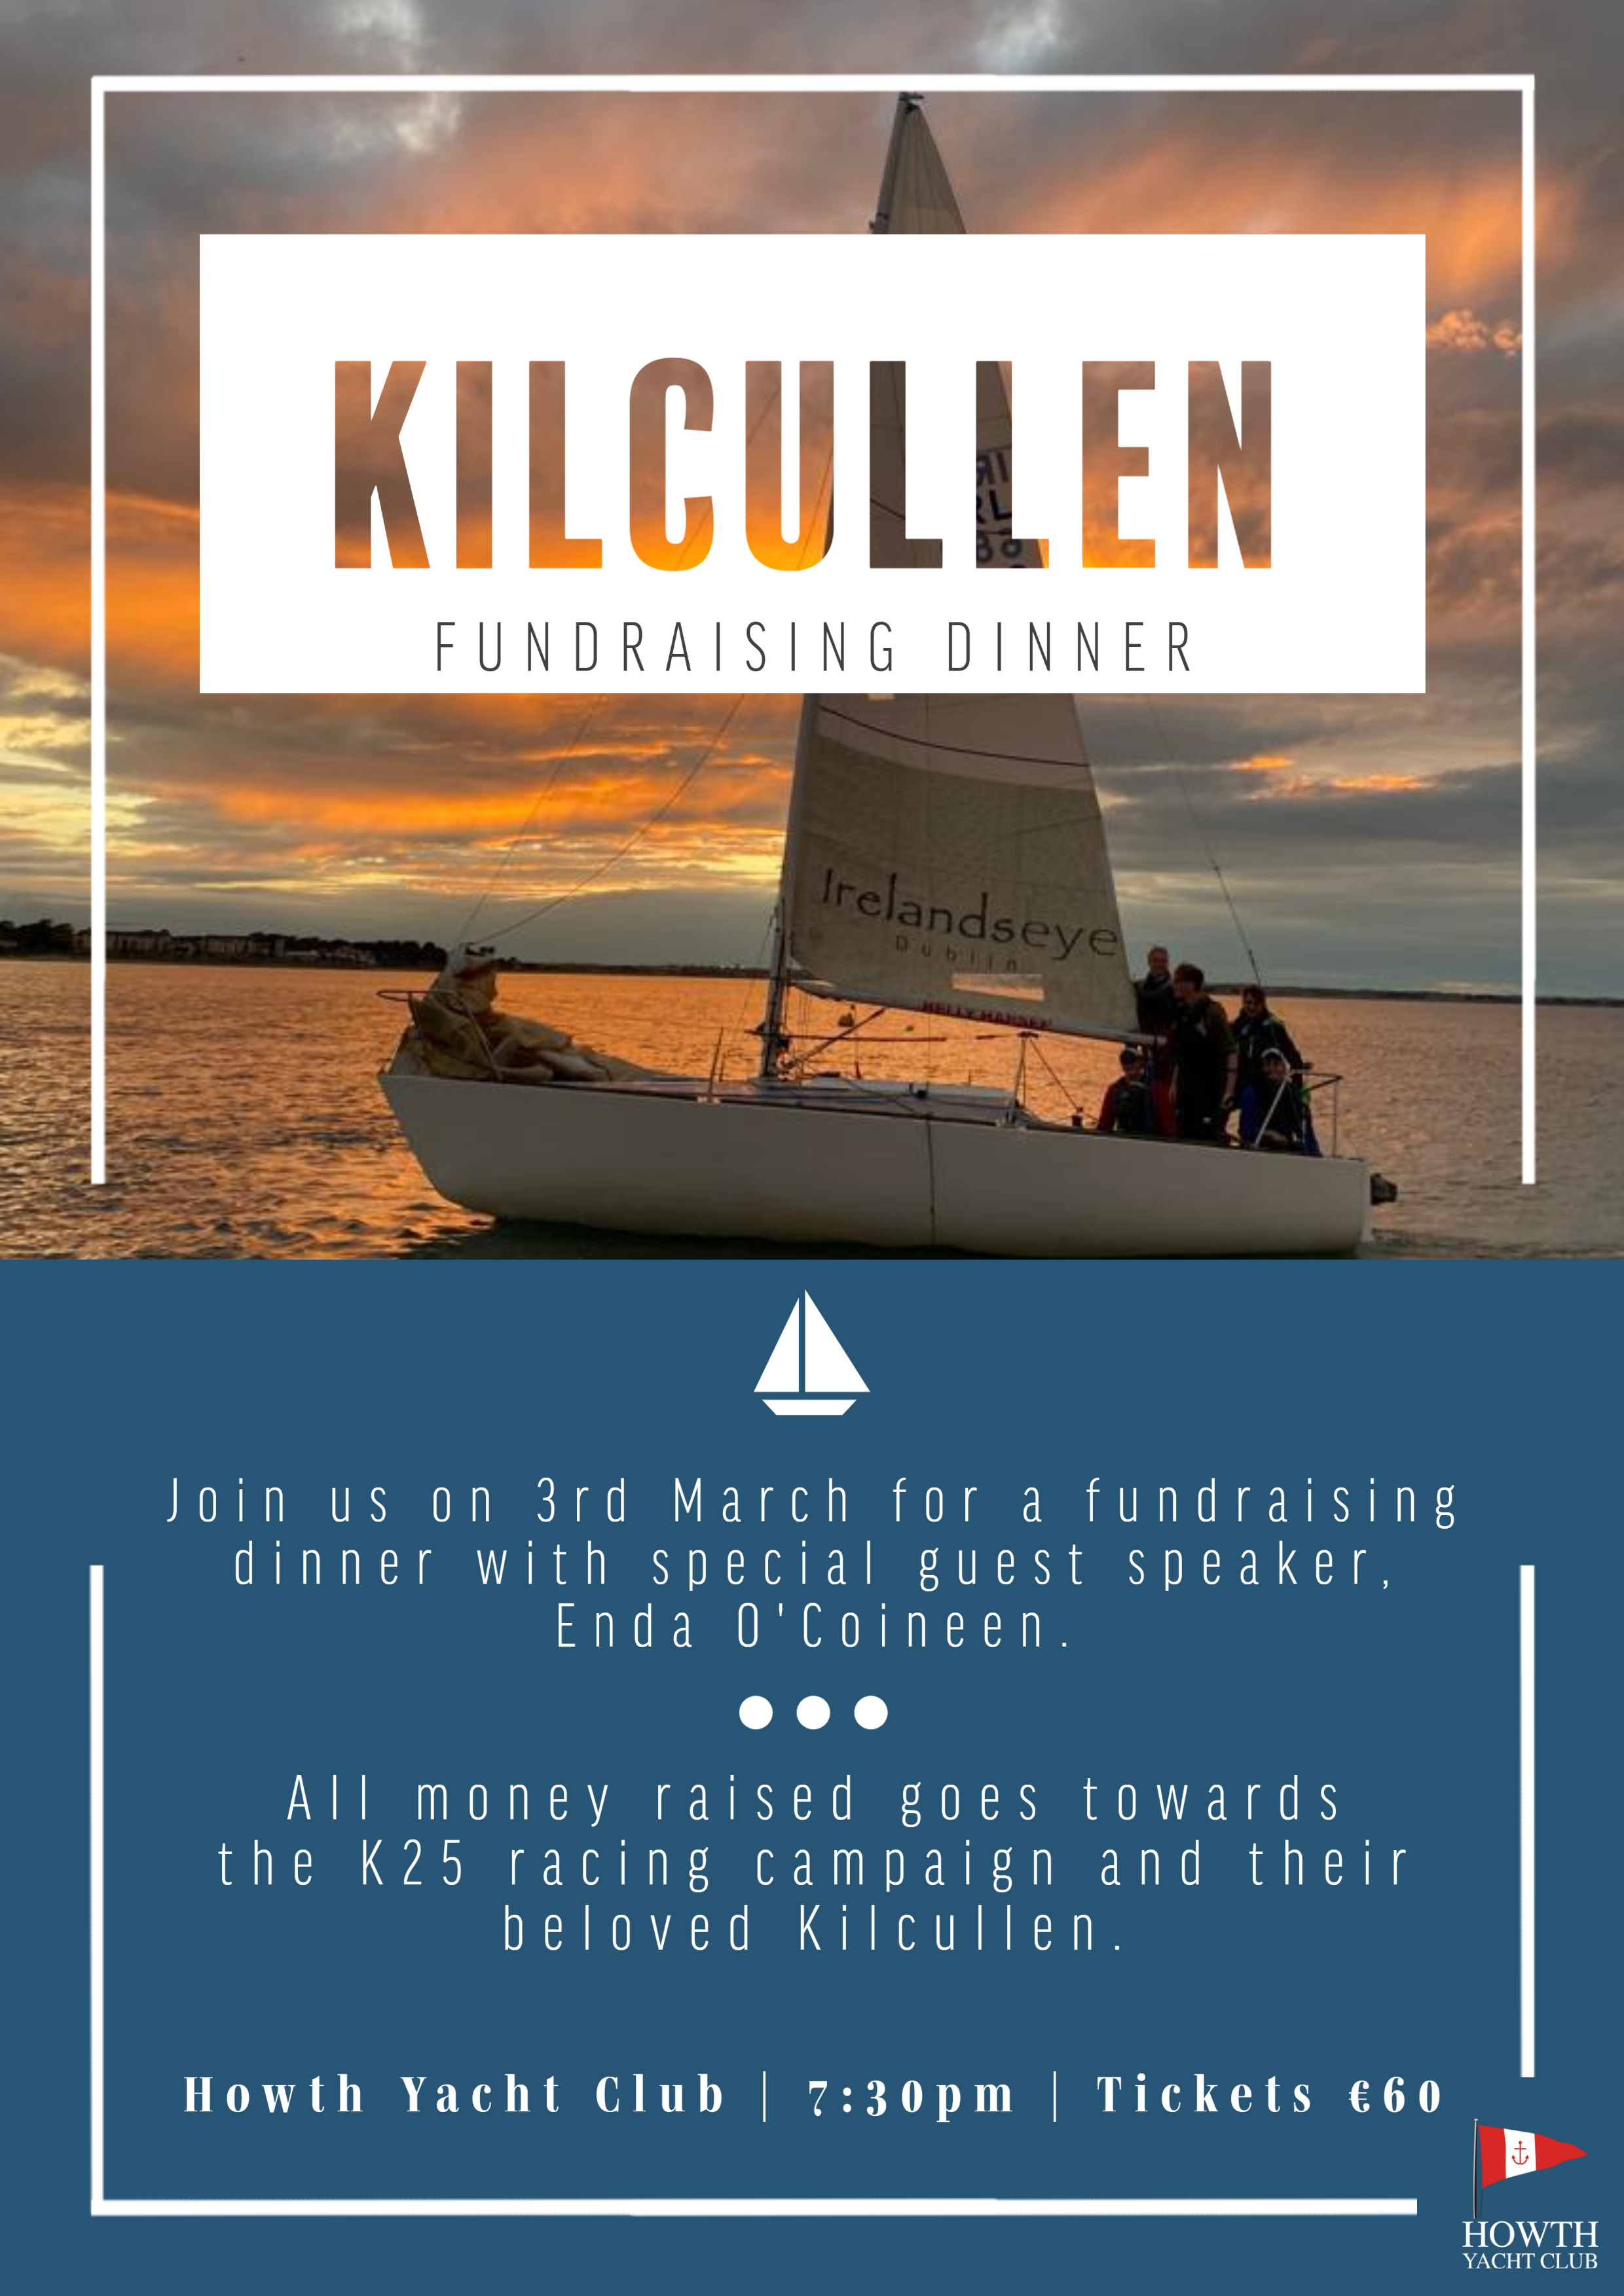 KILCULLEN
FUNDRAISING DINNER
Irelandseye
Dublin
HELLY HANSEN
Join us on 3rd March for a fundraising
dinner with special guest speaker,
Enda O'Coineen.
All money raised goes towards
the K25 racing campaign and their
beloved Kilcullen.
Howth Yacht Club | 7:30pm | Tickets €60
HOWTH
YACHT CLUB